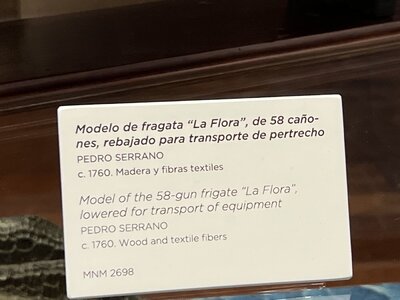 Modelo de fragata “La Flora”, de 58 caño-
nes, rebajado para transporte de pertrecho
PEDRO SERRANO
c. 1760. Madera y fibras textiles
Model of the 58-gun frigate “La Flora”,
lowered for transport of equipment
PEDRO SERRANO
c. 1760. Wood and textile fibers
MNM 2698